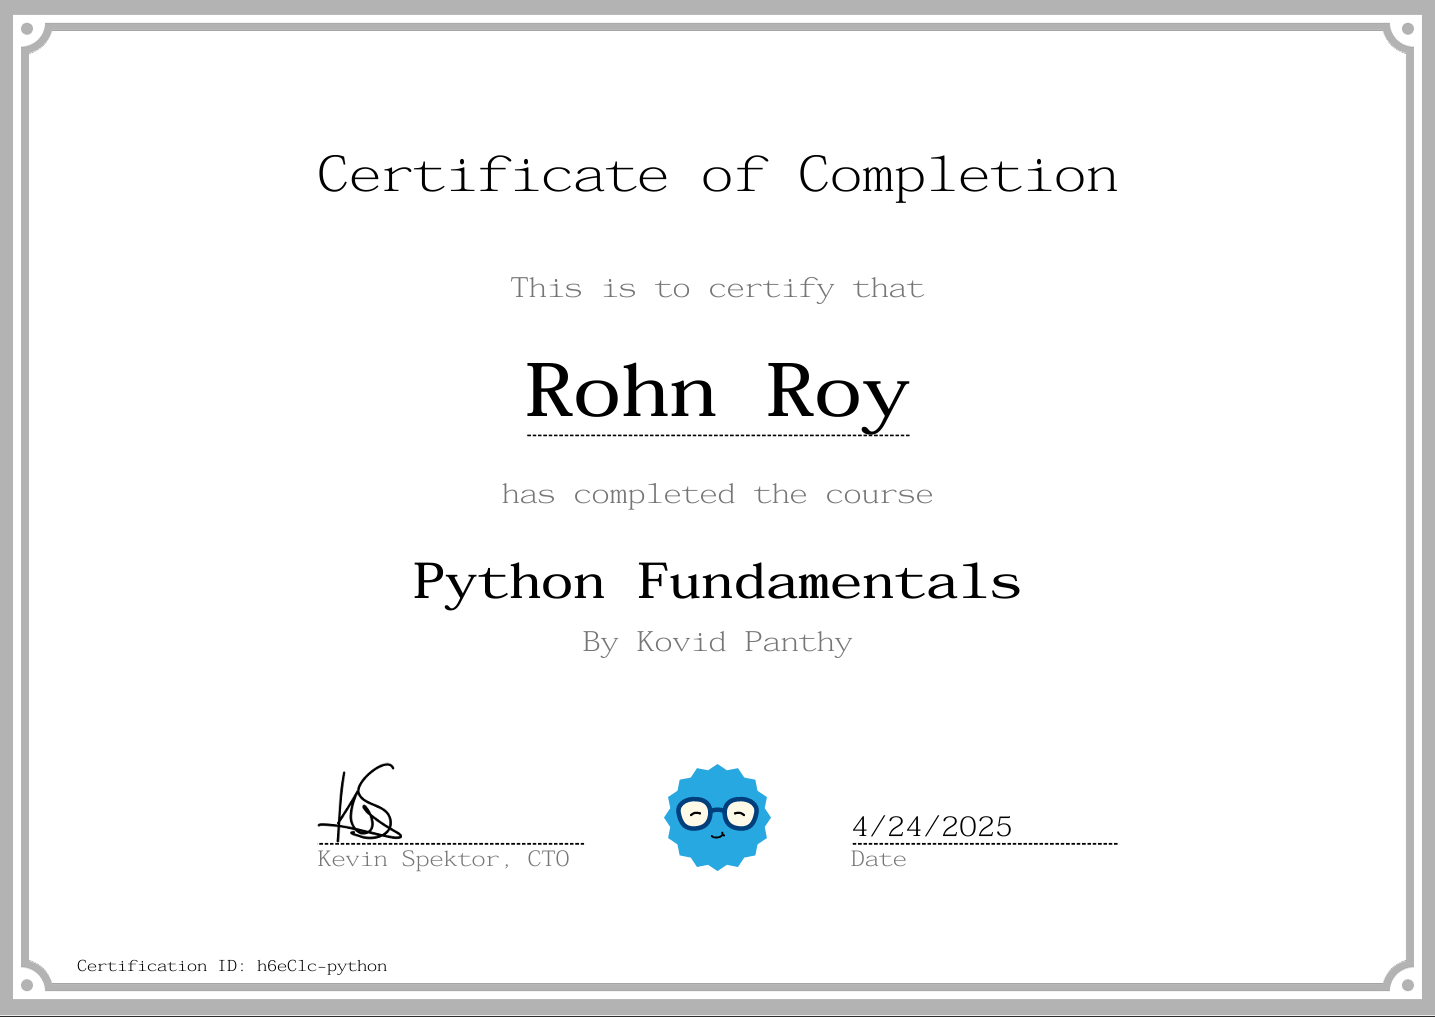 Certificate of Completion
This is to certify that
Rohn Roy
has completed the course
Python Fundamentals
By Kovid Panthy
4/24/2025
Kevin Spektor, CTO
Date
Certification ID: h6eClc-python